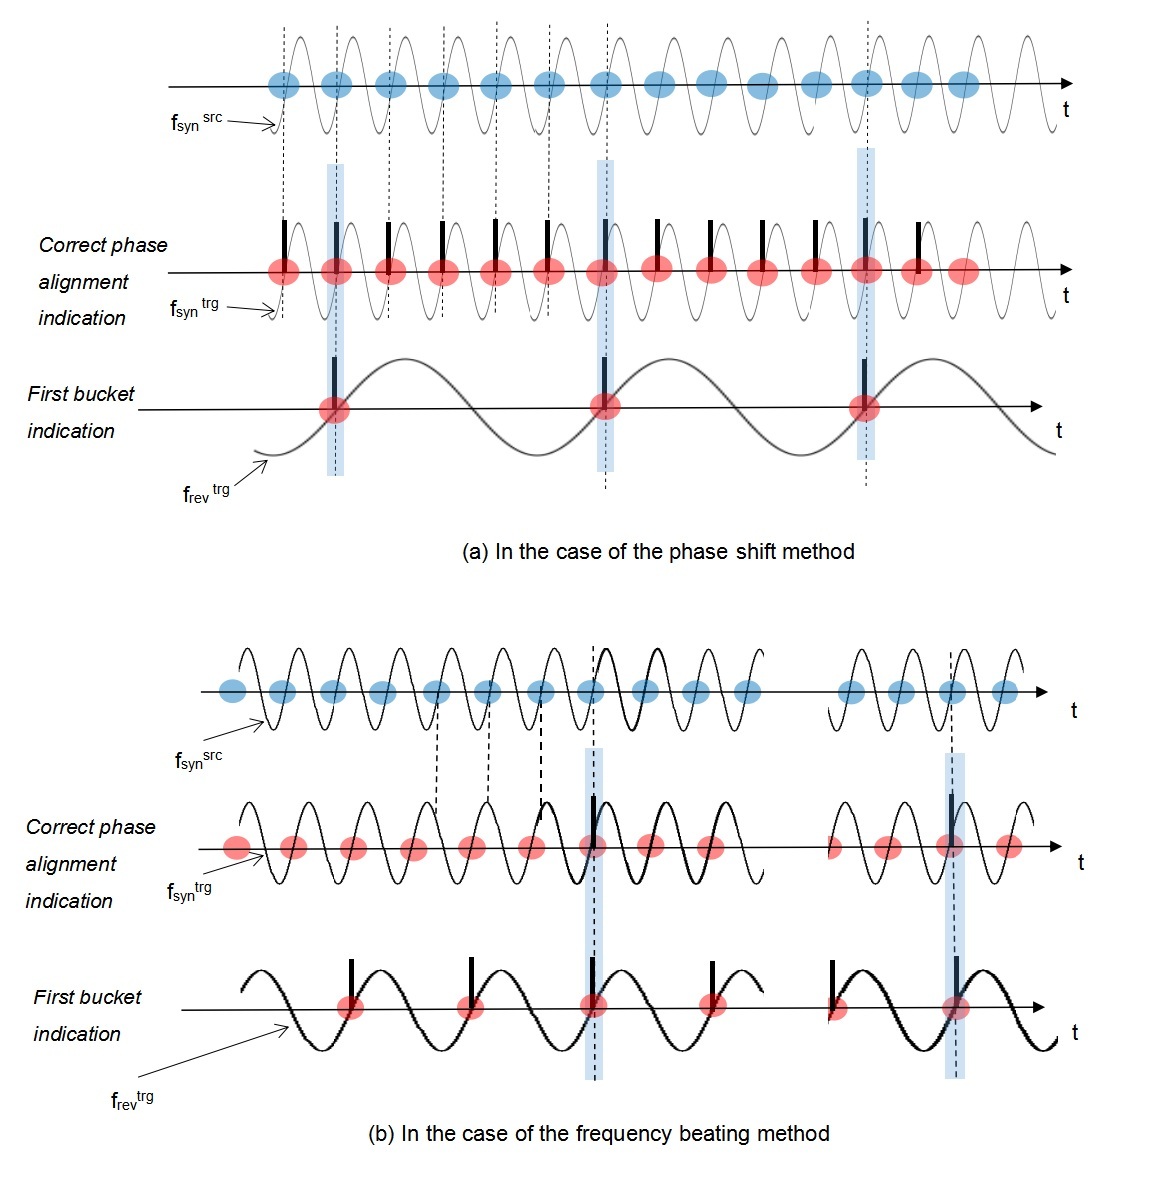 t
f_syn^src
Correct phase
alignment
indication
t
f_syn^trg
First bucket
indication
t
f_rev^trg
(a) In the case of the phase shift method
t
f_syn^src
Correct phase
alignment
indication
t
f_syn^trg
First bucket
indication
t
f_rev^trg
(b) In the case of the frequency beating method